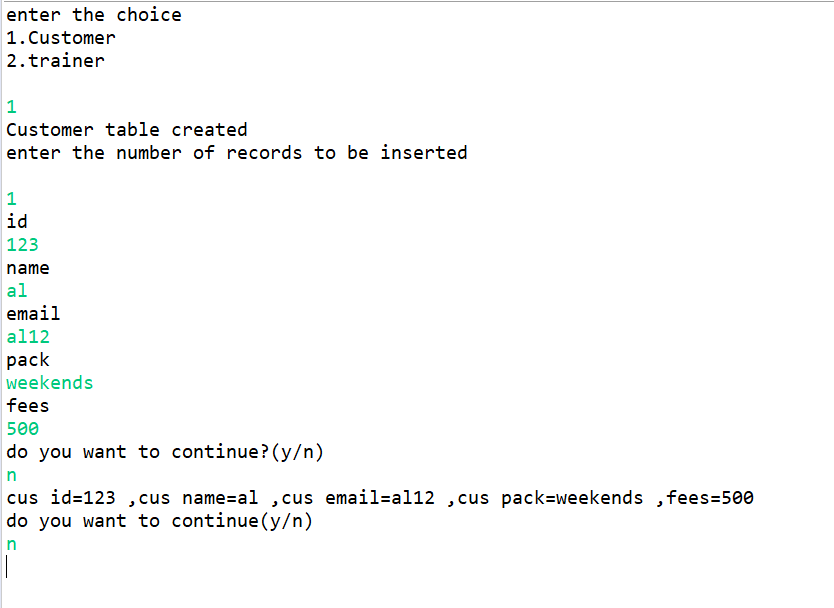 enter the choice
1.Customer
2.trainer
1
Customer table created
enter the number of records to be inserted
1
id
123
name
al
email
al12
pack
weekends
fees
500
do you want to continue?(y/n)
n
cus id=123 ,cus name=al ,cus email=al12 ,cus pack=weekends ,fees=500
do you want to continue(y/n)
n